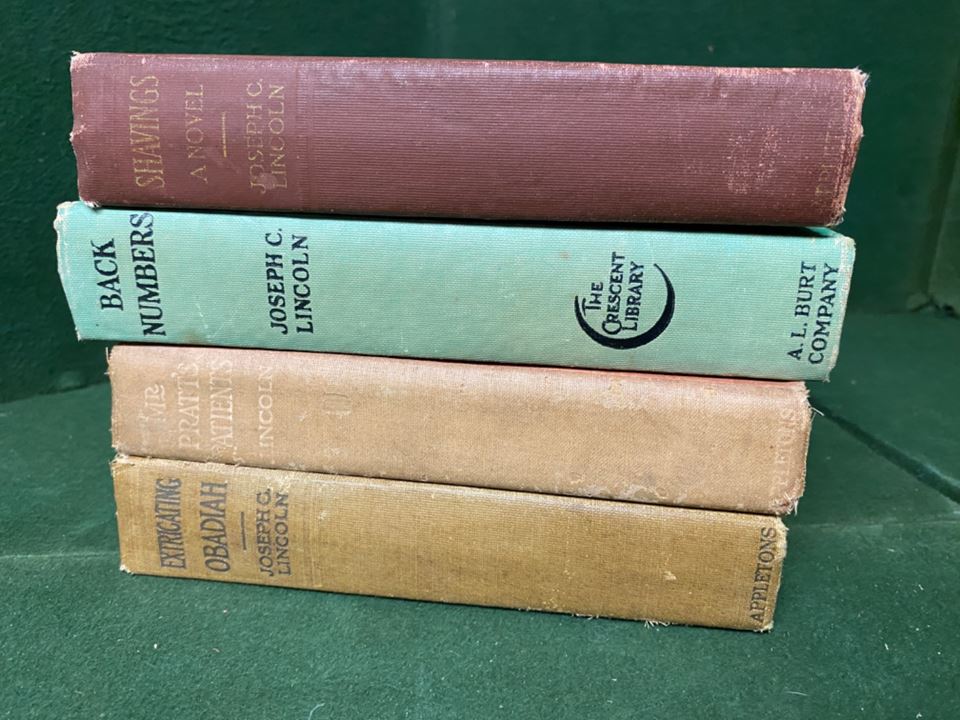 SHAVINGS
A NOVEL
JOSEPH C.
LINCOLN
BACK
NUMBERS
JOSEPH C.
LINCOLN
THE
CRESCENT
LIBRARY
A. L. BURT
COMPANY
MR
PRATT'S
PATIENTS
LINCOLN
EXTRICATING
OBADIAH
JOSEPH C.
LINCOLN
APPLETONS